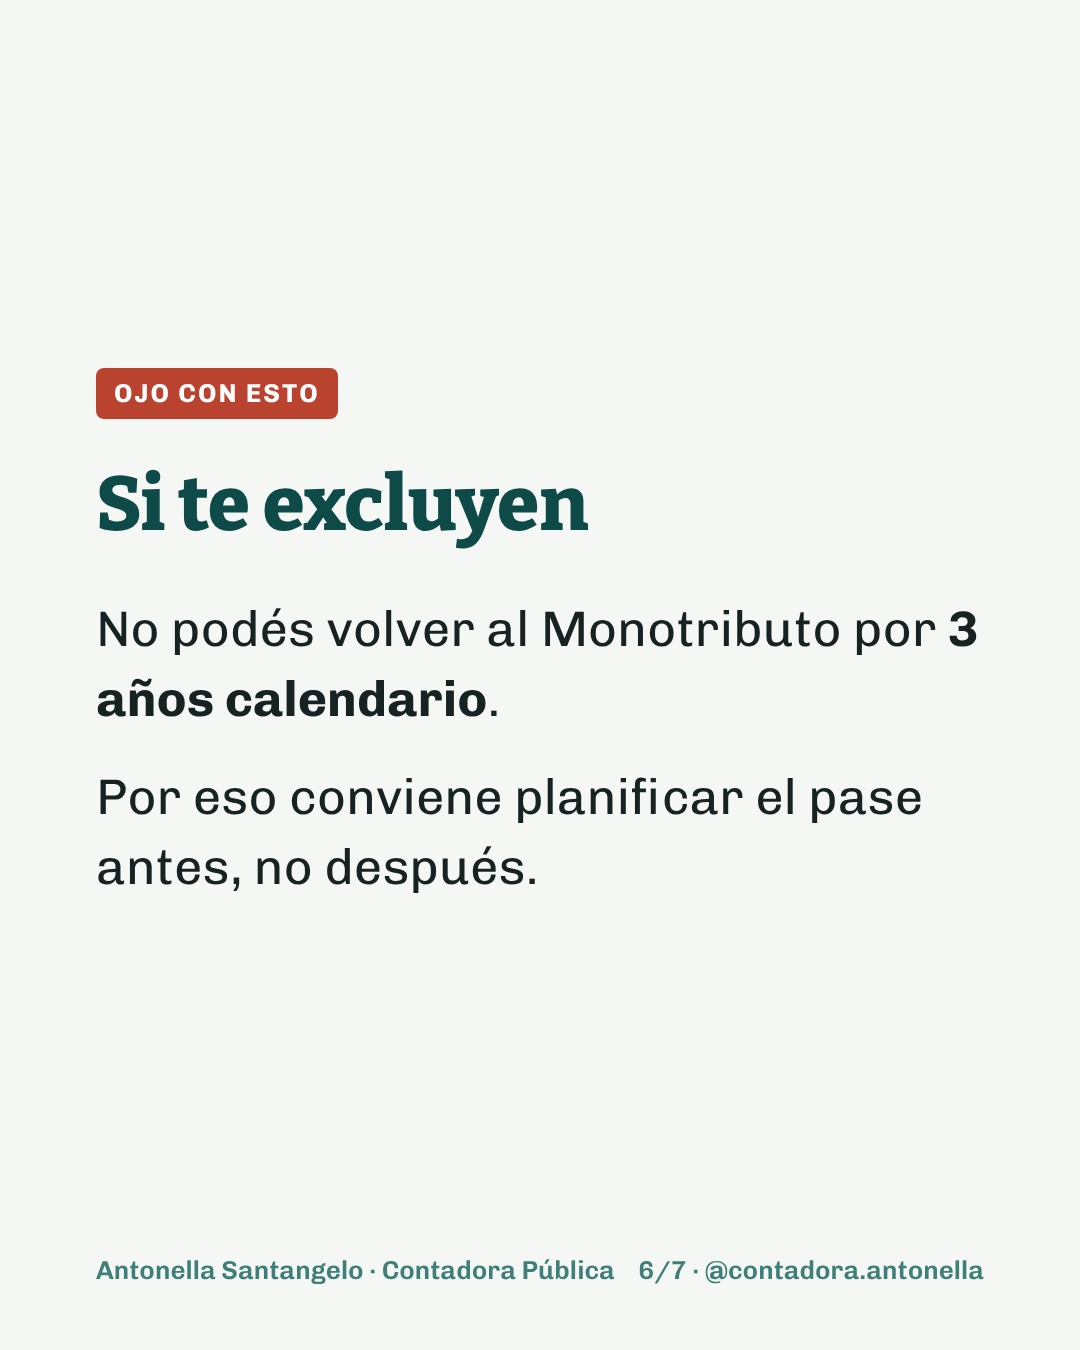 OJO CON ESTO
Si te excluyen
No podés volver al Monotributo por 3
años calendario.
Por eso conviene planificar el pase
antes, no después.
Antonella Santangelo · Contadora Pública 6/7 · @contadora.antonella